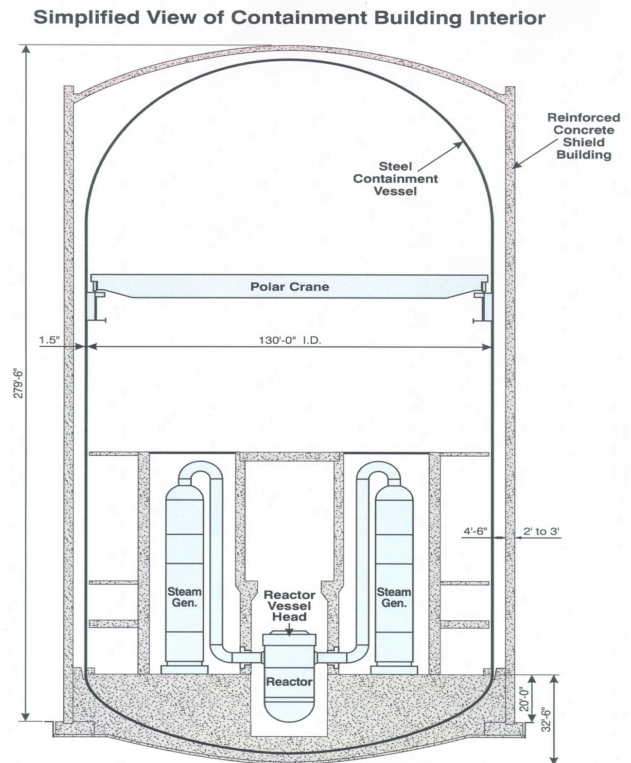 Simplified View of Containment Building Interior
Reinforced
Concrete
Shield
Building
Steel
Containment
Vessel
Polar Crane
1.5"
130'-0" I.D.
279'-6"
4'-6"
2' to 3'
Steam
Gen.
Reactor
Vessel
Head
Steam
Gen.
Reactor
20'-0"
32'-6"